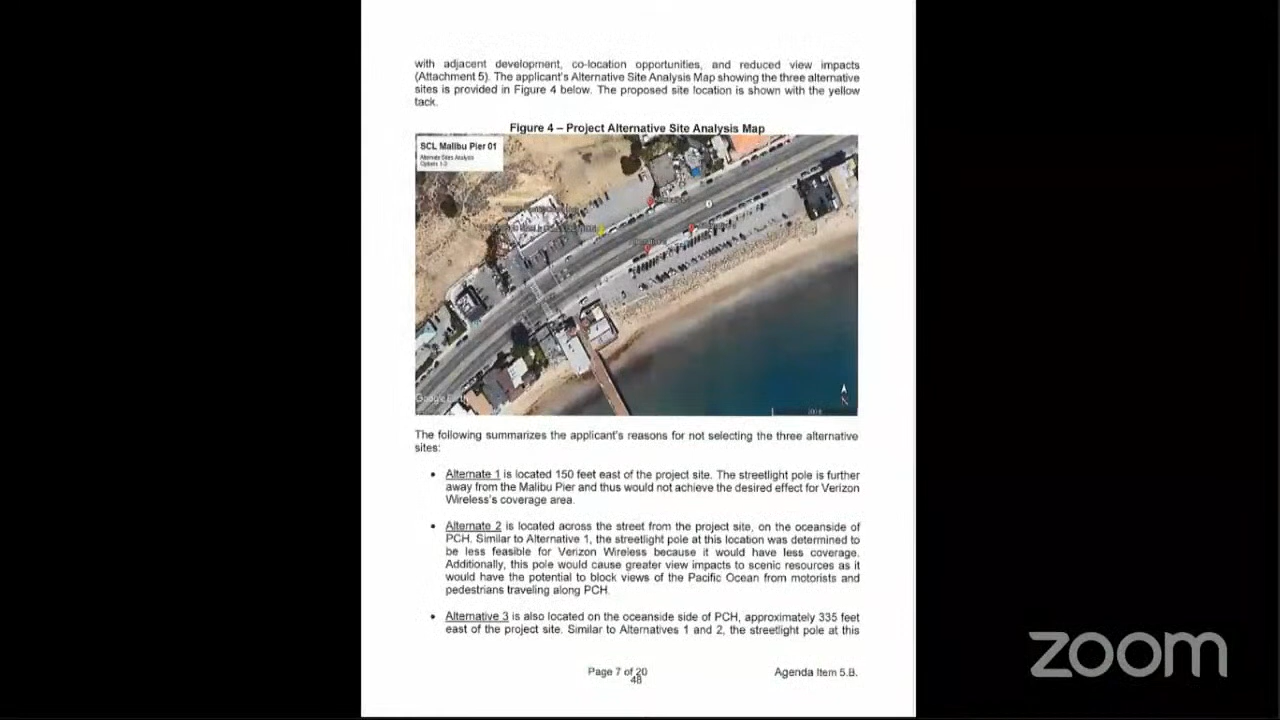 with adjacent development, co-location opportunities, and reduced view impacts
(Attachment 5). The applicant's Alternative Site Analysis Map showing the three alternative
sites is provided in Figure 4 below. The proposed site location is shown with the yellow
tack.
Figure 4 – Project Alternative Site Analysis Map
SCL Malibu Pier 01
Alternate Sites Analysis
Options 1-3
Google Earth
N
The following summarizes the applicant's reasons for not selecting the three alternative
sites:
• Alternate 1 is located 150 feet east of the project site. The streetlight pole is further
away from the Malibu Pier and thus would not achieve the desired effect for Verizon
Wireless's coverage area.
• Alternate 2 is located across the street from the project site, on the oceanside of
PCH. Similar to Alternative 1, the streetlight pole at this location was determined to
be less feasible for Verizon Wireless because it would have less coverage.
Additionally, this pole would cause greater view impacts to scenic resources as it
would have the potential to block views of the Pacific Ocean from motorists and
pedestrians traveling along PCH.
• Alternative 3 is also located on the oceanside side of PCH, approximately 335 feet
east of the project site. Similar to Alternatives 1 and 2, the streetlight pole at this
Page 7 of 20
48
Agenda Item 5.B.
zoom